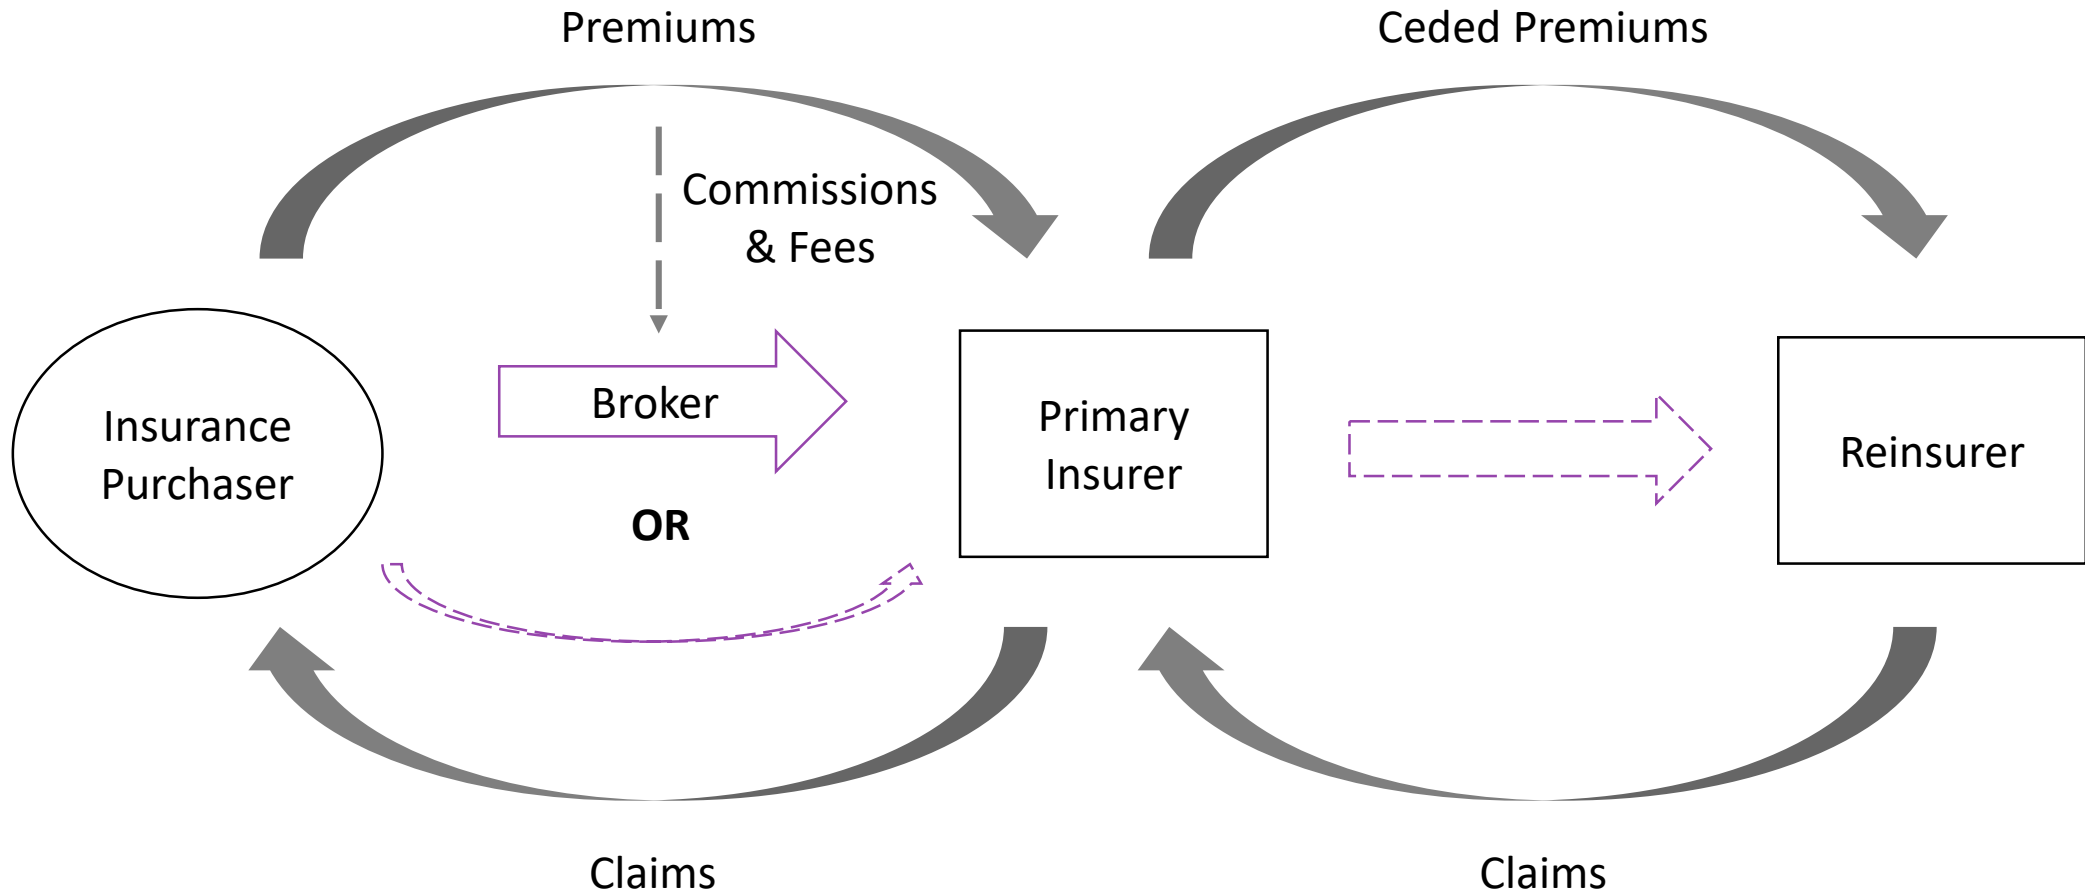 Premiums
Ceded Premiums
Commissions
& Fees
Broker
Insurance
Purchaser
Primary
Insurer
Reinsurer
OR
Claims
Claims